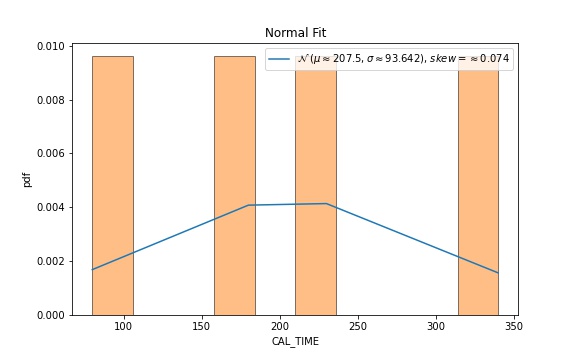 Normal Fit
𝒩(μ ≈ 207.5, σ ≈ 93.642), skew = ≈ 0.074
0.010
0.008
0.006
0.004
0.002
0.000
pdf
100 150 200 250 300 350
CAL_TIME